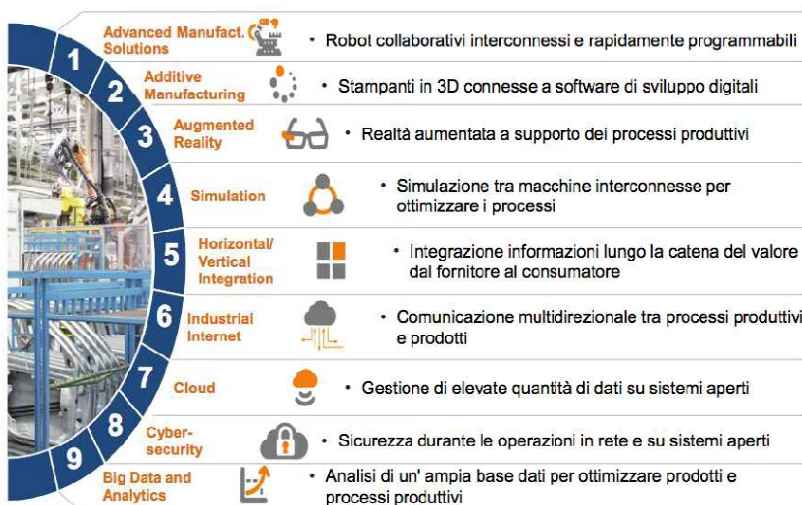 1
Advanced Manufact.
Solutions
• Robot collaborativi interconnessi e rapidamente programmabili
2
Additive
Manufacturing
• Stampanti in 3D connesse a software di sviluppo digitali
3
Augmented
Reality
• Realtà aumentata a supporto dei processi produttivi
4
Simulation
• Simulazione tra macchine interconnesse per
ottimizzare i processi
5
Horizontal/
Vertical
Integration
• Integrazione informazioni lungo la catena del valore
dal fornitore al consumatore
6
Industrial
Internet
• Comunicazione multidirezionale tra processi produttivi
e prodotti
7
Cloud
• Gestione di elevate quantità di dati su sistemi aperti
8
Cyber-
security
• Sicurezza durante le operazioni in rete e su sistemi aperti
9
Big Data and
Analytics
• Analisi di un' ampia base dati per ottimizzare prodotti e
processi produttivi